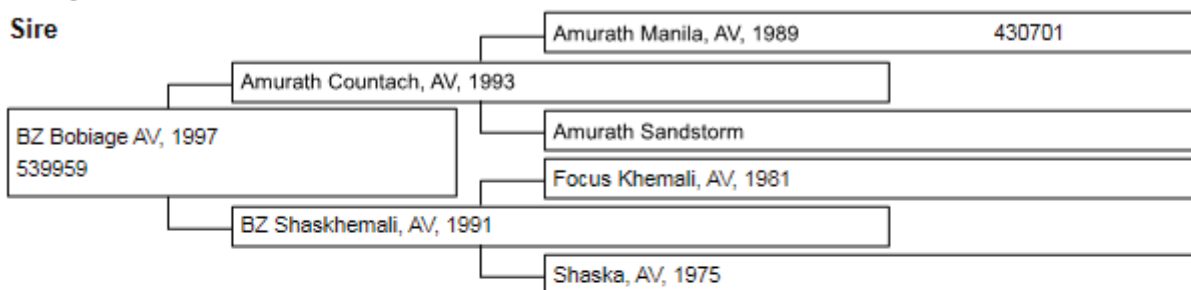 Sire
Amurath Manila, AV, 1989 430701
Amurath Countach, AV, 1993
BZ Bobiage AV, 1997
539959
Amurath Sandstorm
Focus Khemali, AV, 1981
BZ Shaskhemali, AV, 1991
Shaska, AV, 1975